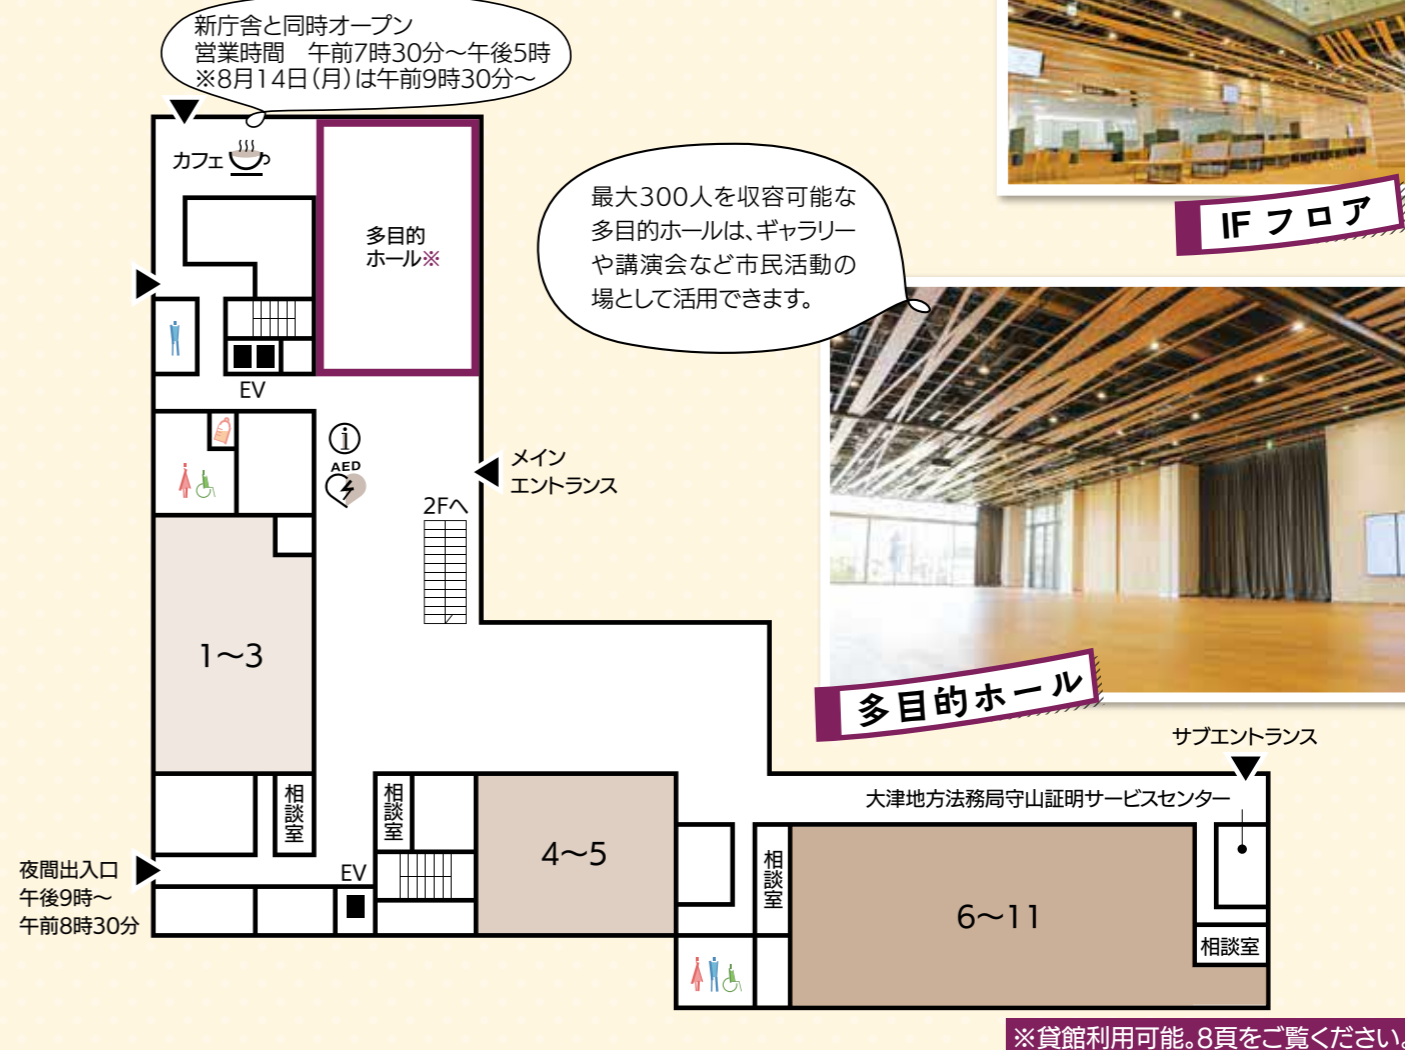 新庁舎と同時オープン
営業時間　午前7時30分～午後5時
※8月14日(月)は午前9時30分～
カフェ
多目的
ホール※
最大300人を収容可能な
多目的ホールは、ギャラリー
や講演会など市民活動の
場として活用できます。
IF フロア
EV
i
AED
メイン
エントランス
2Fへ
1～3
多目的ホール
サブエントランス
大津地方法務局守山証明サービスセンター
相談室
相談室
4～5
相談室
6～11
相談室
夜間出入口
午後9時～
午前8時30分
EV
※貸館利用可能。8頁をご覧ください。